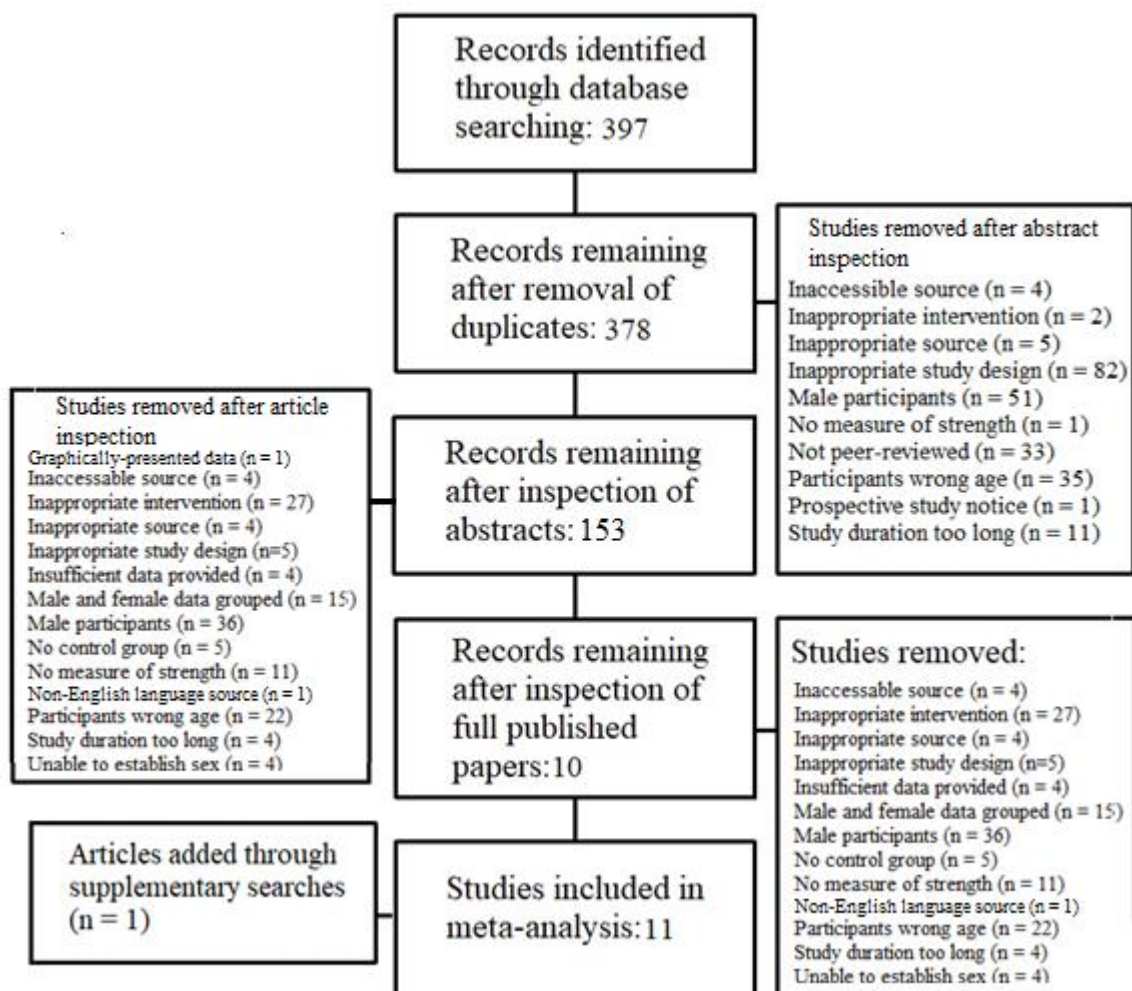 Records identified
through database
searching: 397
Records remaining
after removal of
duplicates: 378
Studies removed after abstract
inspection
Inaccessible source (n = 4)
Inappropriate intervention (n = 2)
Inappropriate source (n = 5)
Inappropriate study design (n = 82)
Male participants (n = 51)
No measure of strength (n = 1)
Not peer-reviewed (n = 33)
Participants wrong age (n = 35)
Prospective study notice (n = 1)
Study duration too long (n = 11)
Studies removed after article
inspection
Graphically-presented data (n = 1)
Inaccessable source (n = 4)
Inappropriate intervention (n = 27)
Inappropriate source (n = 4)
Inappropriate study design (n=5)
Insufficient data provided (n = 4)
Male and female data grouped (n = 15)
Male participants (n = 36)
No control group (n = 5)
No measure of strength (n = 11)
Non-English language source (n = 1)
Participants wrong age (n = 22)
Study duration too long (n = 4)
Unable to establish sex (n = 4)
Records remaining
after inspection of
abstracts: 153
Records remaining
after inspection of
full published
papers:10
Studies removed:
Inaccessable source (n = 4)
Inappropriate intervention (n = 27)
Inappropriate source (n = 4)
Inappropriate study design (n=5)
Insufficient data provided (n = 4)
Male and female data grouped (n = 15)
Male participants (n = 36)
No control group (n = 5)
No measure of strength (n = 11)
Non-English language source (n = 1)
Participants wrong age (n = 22)
Study duration too long (n = 4)
Unable to establish sex (n = 4)
Articles added through
supplementary searches
(n = 1)
Studies included in
meta-analysis:11